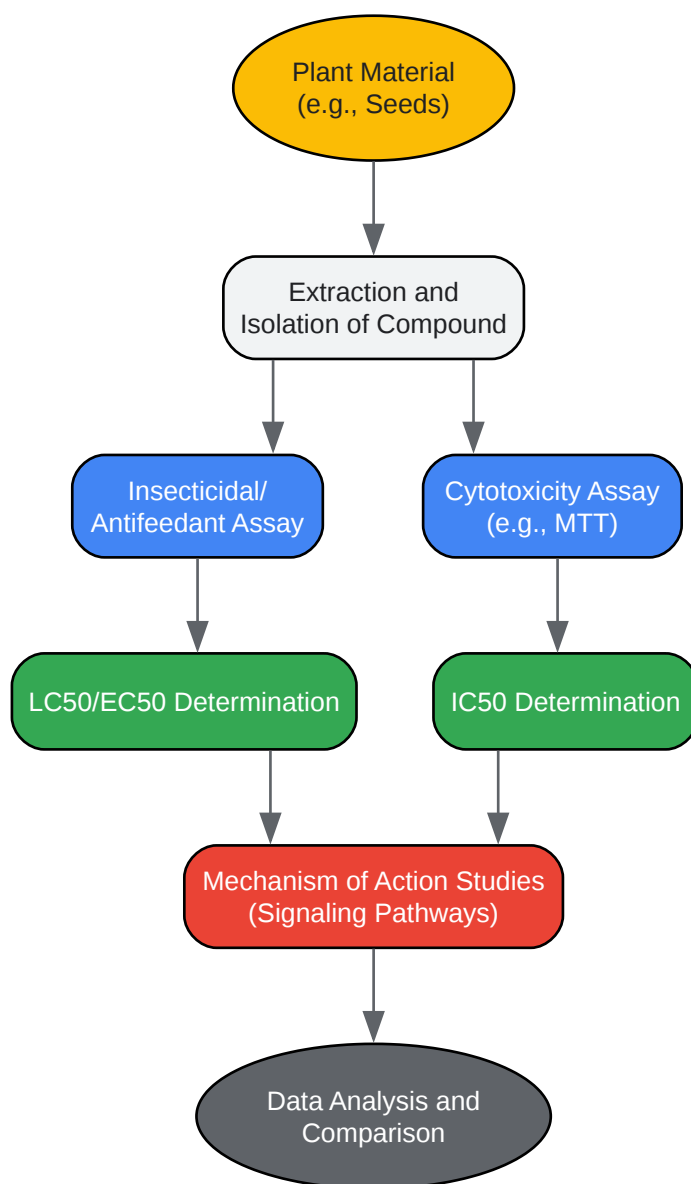 Plant Material
(e.g., Seeds)
Extraction and
Isolation of Compound
Insecticidal/
Antifeedant Assay
Cytotoxicity Assay
(e.g., MTT)
LC50/EC50 Determination
IC50 Determination
Mechanism of Action Studies
(Signaling Pathways)
Data Analysis and
Comparison